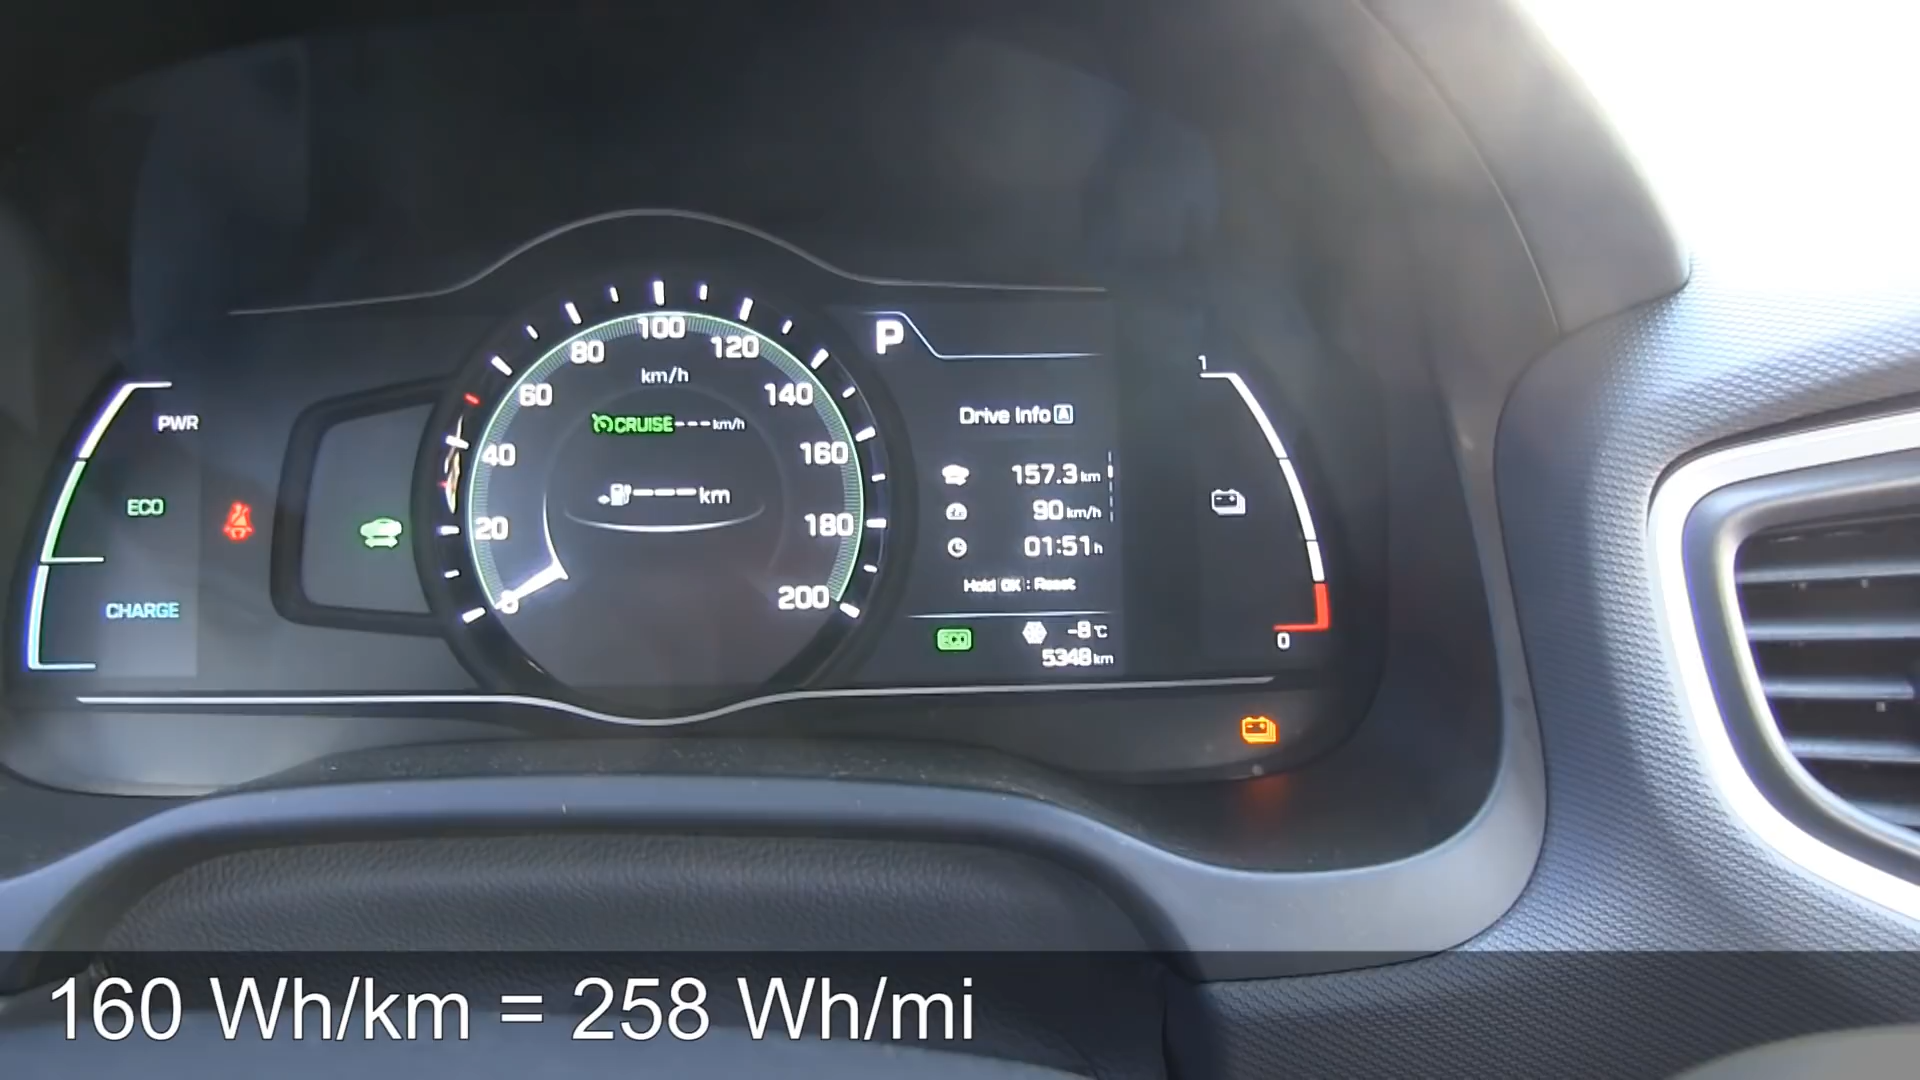 PWR
ECO
CHARGE
0
20
40
60
80
100
120
140
160
180
200
km/h
CRUISE---km/h
---km
P
Drive Info A
157.3 km
90 km/h
01:51 h
Hold OK : Reset
ECO
-8°C
5348 km
1
0
160 Wh/km = 258 Wh/mi